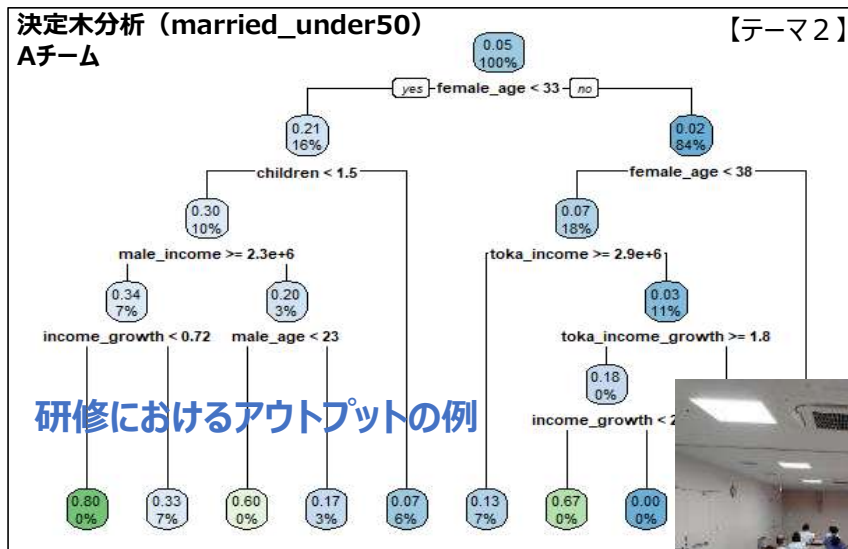 決定木分析（married_under50）
Aチーム
【テーマ２】
0.05
100%
yes female_age < 33 no
0.21
16%
0.02
84%
children < 1.5
female_age < 38
0.30
10%
0.07
18%
male_income >= 2.3e+6
toka_income >= 2.9e+6
0.34
7%
0.20
3%
0.03
11%
income_growth < 0.72
male_age < 23
toka_income_growth >= 1.8
0.18
0%
研修におけるアウトプットの例
income_growth < 2
0.80
0%
0.33
7%
0.60
0%
0.17
3%
0.07
6%
0.13
7%
0.67
0%
0.00
0%